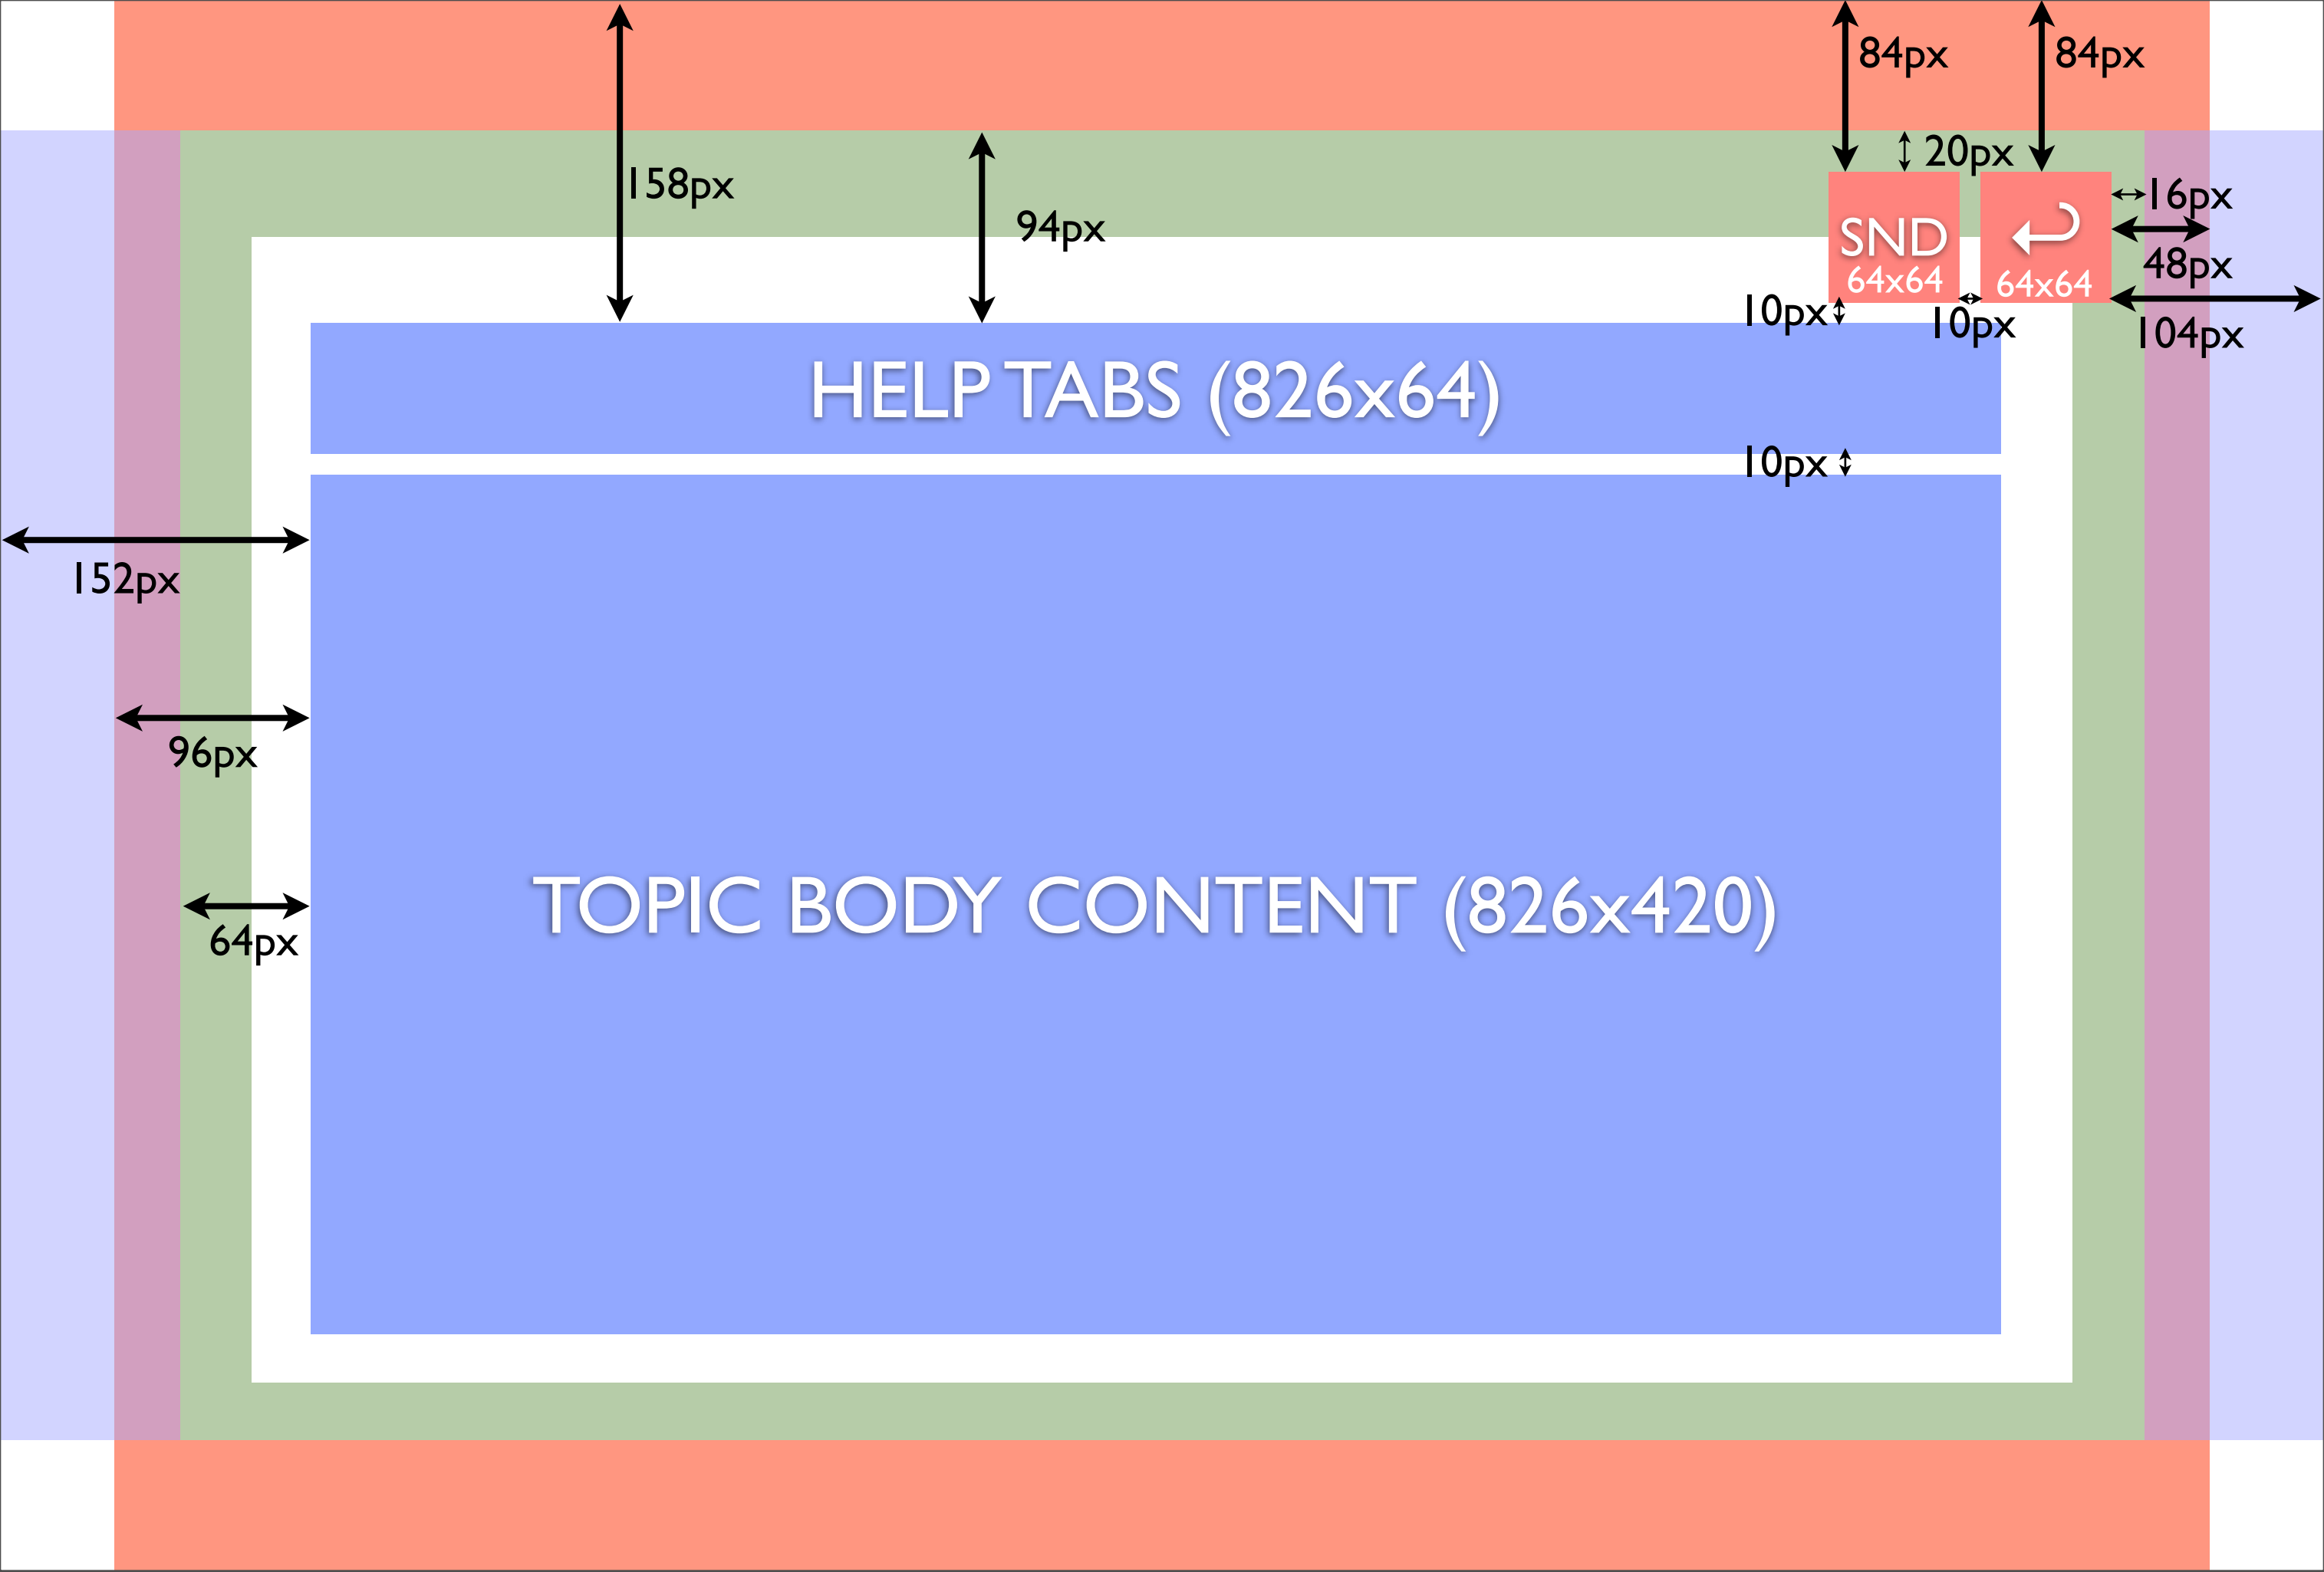 84px
84px
20px
158px
16px
94px
SND
48px
64x64
64x64
10px
10px
104px
HELP TABS (826x64)
10px
152px
96px
TOPIC BODY CONTENT (826x420)
64px